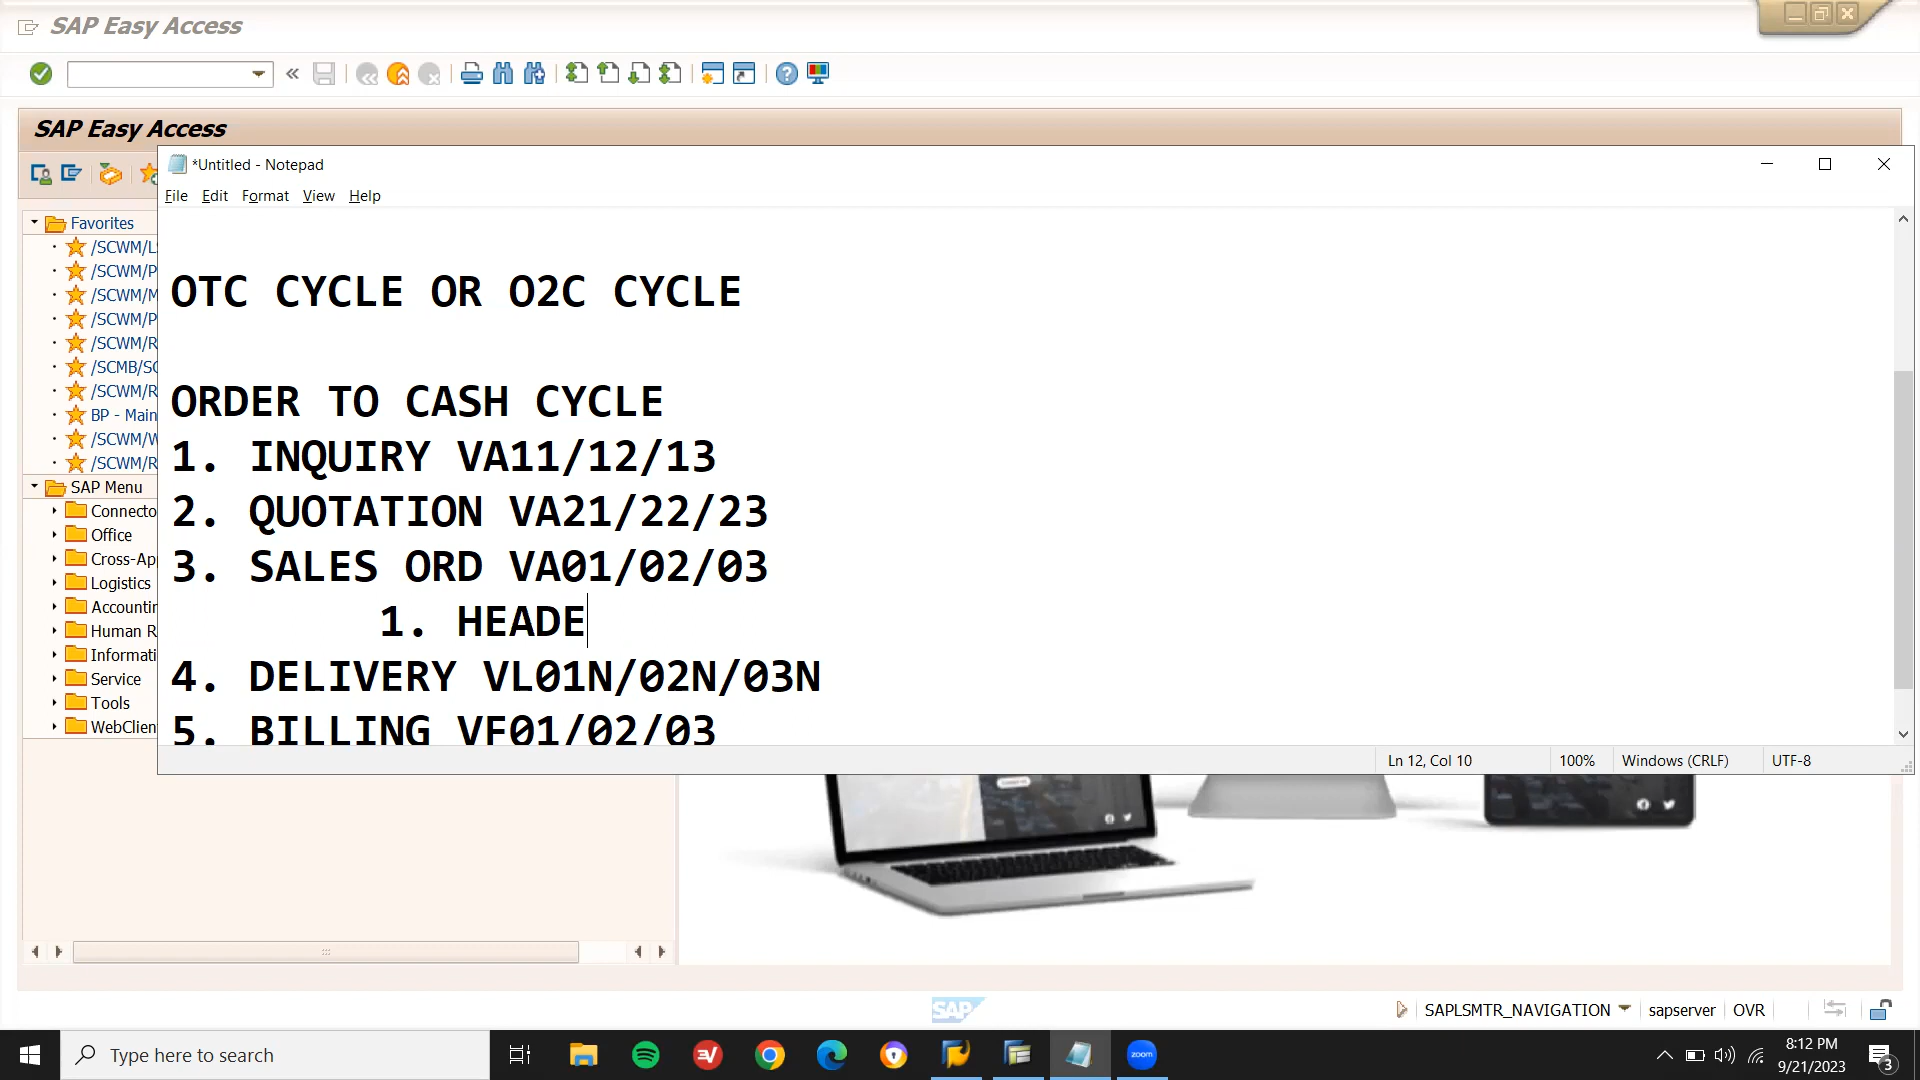 SAP Easy Access
SAP Easy Access
*Untitled - Notepad
File Edit Format View Help
Favorites
/SCWM/L
/SCWM/P
/SCWM/M
/SCWM/P
/SCWM/R
/SCMB/SC
/SCWM/R
BP - Main
/SCWM/W
/SCWM/R
SAP Menu
Connecto
Office
Cross-Ap
Logistics
Accountin
Human R
Informati
Service
Tools
WebClien
OTC CYCLE OR O2C CYCLE
ORDER TO CASH CYCLE
1. INQUIRY VA11/12/13
2. QUOTATION VA21/22/23
3. SALES ORD VA01/02/03
1. HEADE
4. DELIVERY VL01N/02N/03N
5. BILLING VF01/02/03
Ln 12, Col 10 100% Windows (CRLF) UTF-8
SAP
SAPLSMTR_NAVIGATION sapserver OVR
Type here to search
zoom
8:12 PM
9/21/2023
3